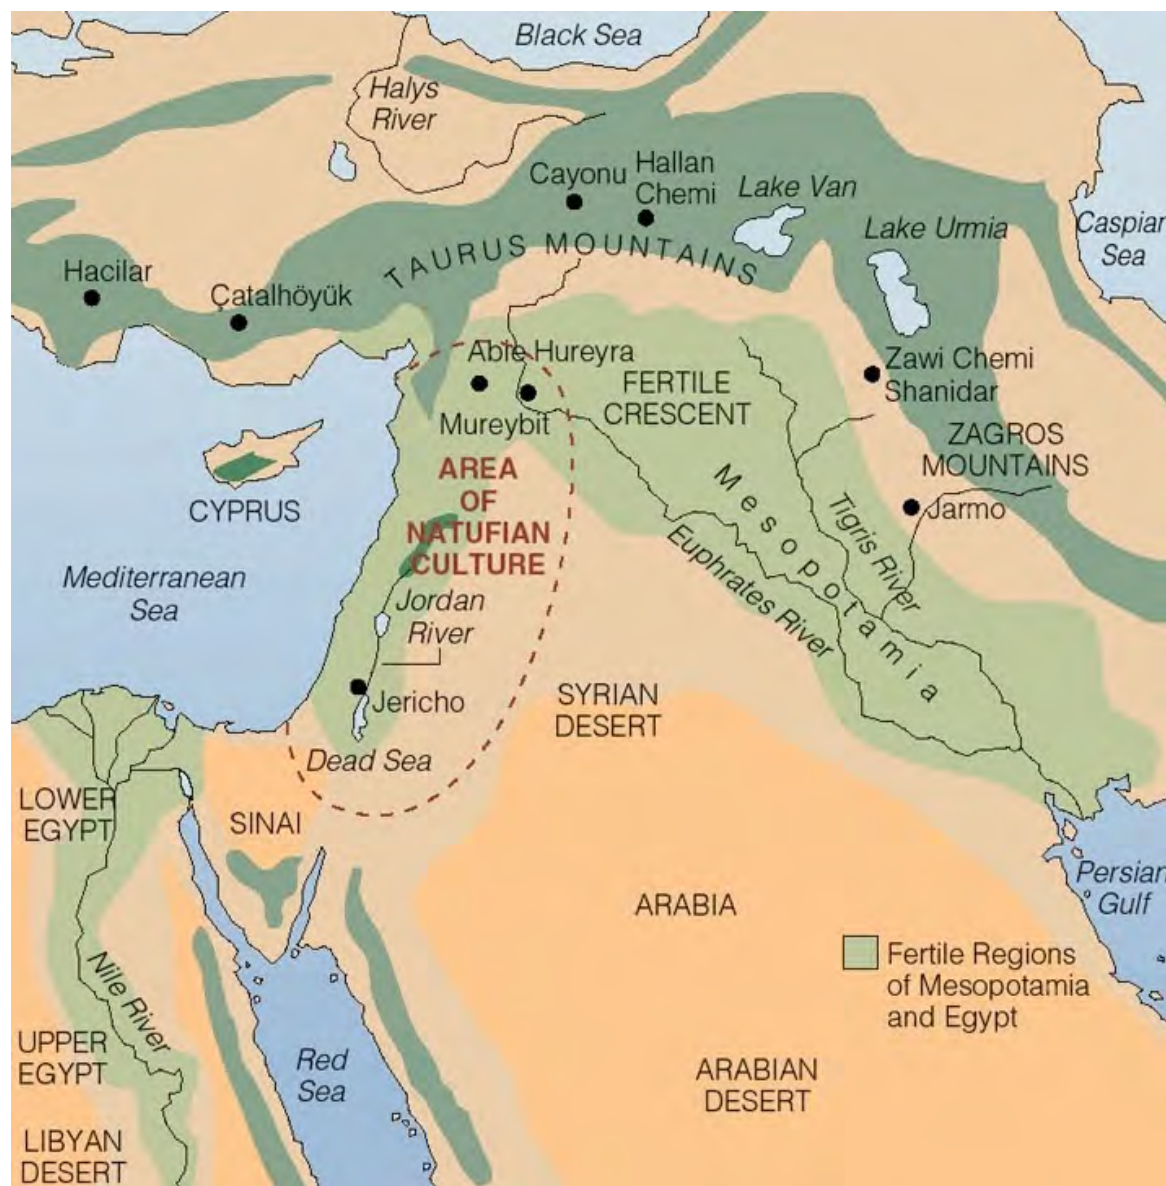 Black Sea
Halys
River
Cayonu
Hallan
Chemi
Lake Van
Lake Urmia
Caspian
Sea
TAURUS MOUNTAINS
Hacilar
Çatalhöyük
Able Hureyra
Mureybit
FERTILE
CRESCENT
Zawi Chemi
Shanidar
ZAGROS
MOUNTAINS
Jarmo
CYPRUS
AREA
OF
NATUFIAN
CULTURE
Mesopotamia
Tigris River
Euphrates River
Mediterranean
Sea
Jordan
River
Jericho
Dead Sea
SYRIAN
DESERT
LOWER
EGYPT
SINAI
ARABIA
Persian
Gulf
Fertile Regions
of Mesopotamia
and Egypt
Nile River
UPPER
EGYPT
Red
Sea
ARABIAN
DESERT
LIBYAN
DESERT